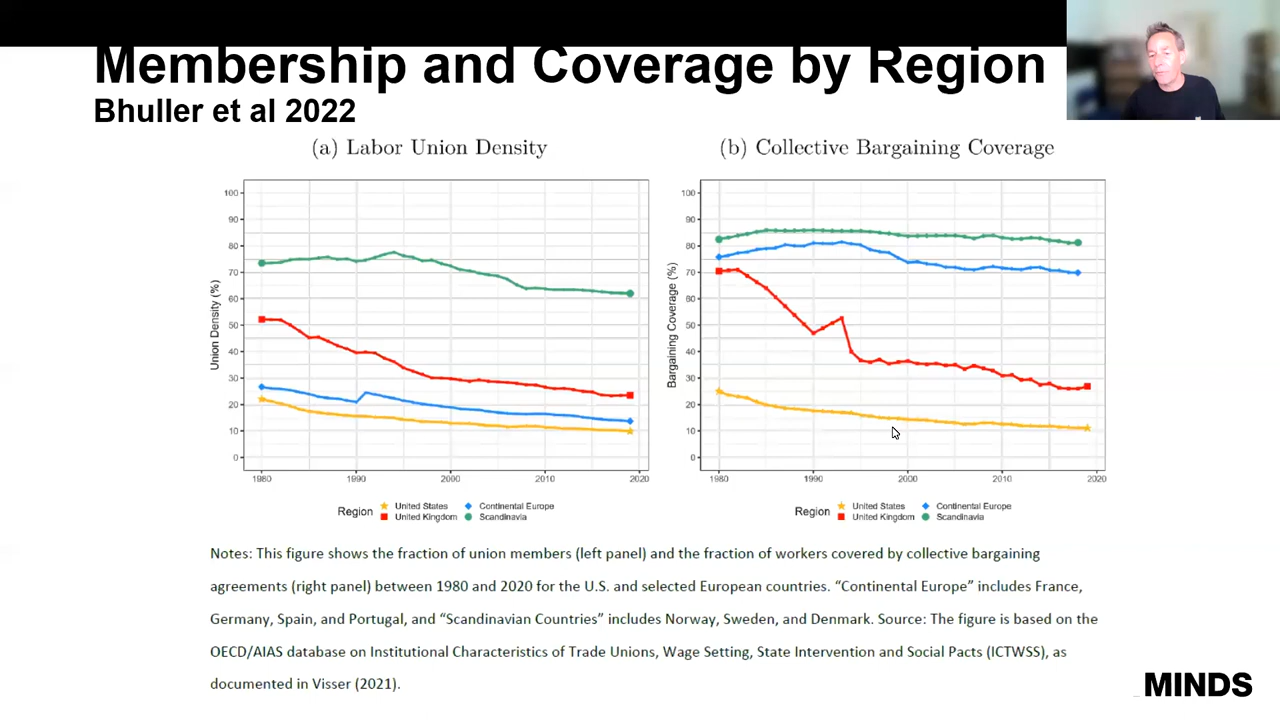 Membership and Coverage by Region
Bhuller et al 2022
(a) Labor Union Density
(b) Collective Bargaining Coverage
Union Density (%)
100
90
80
70
60
50
40
30
20
10
0
1980
1990
2000
2010
2020
Region
United States
Continental Europe
United Kingdom
Scandinavia
Bargaining Coverage (%)
100
90
80
70
60
50
40
30
20
10
0
1980
1990
2000
2010
2020
Region
United States
Continental Europe
United Kingdom
Scandinavia
Notes: This figure shows the fraction of union members (left panel) and the fraction of workers covered by collective bargaining
agreements (right panel) between 1980 and 2020 for the U.S. and selected European countries. “Continental Europe” includes France,
Germany, Spain, and Portugal, and “Scandinavian Countries” includes Norway, Sweden, and Denmark. Source: The figure is based on the
OECD/AIAS database on Institutional Characteristics of Trade Unions, Wage Setting, State Intervention and Social Pacts (ICTWSS), as
documented in Visser (2021).
MINDS